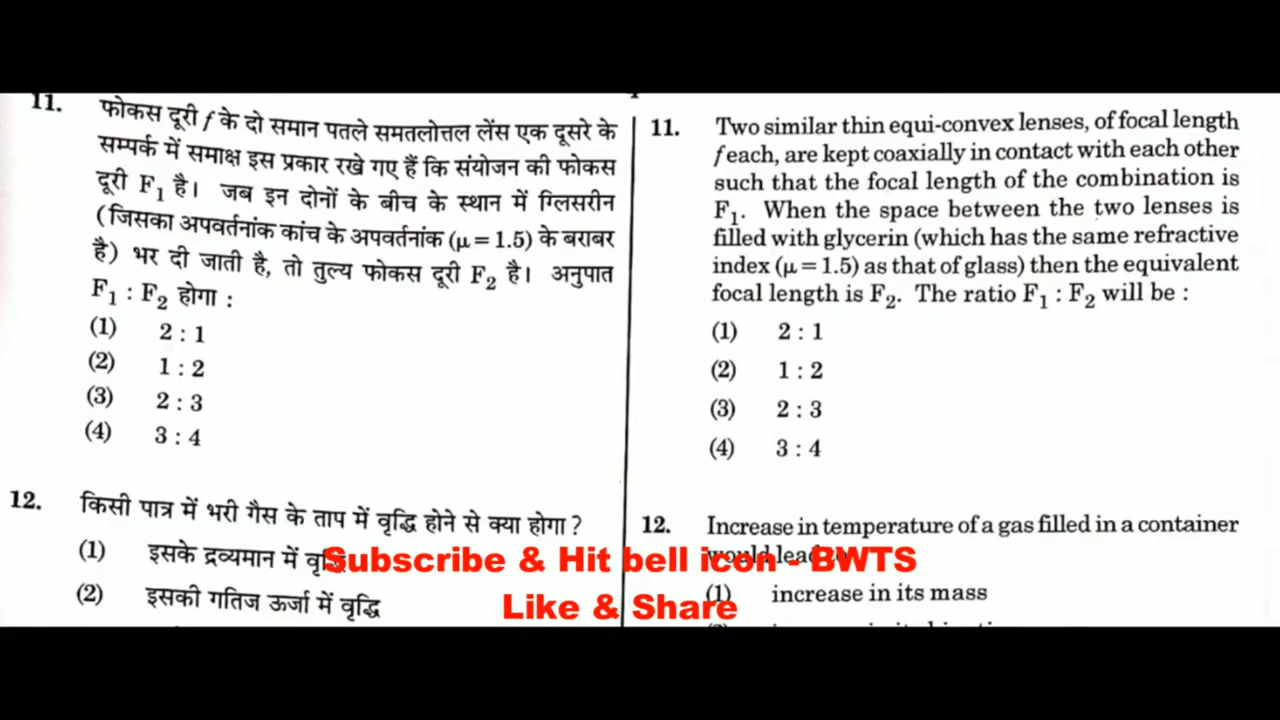 11.
फोकस दूरी f के दो समान पतले समतलोत्तल लेंस एक दूसरे के
सम्पर्क में समाक्ष इस प्रकार रखे गए हैं कि संयोजन की फोकस
दूरी F₁ है। जब इन दोनों के बीच के स्थान में ग्लिसरीन
(जिसका अपवर्तनांक कांच के अपवर्तनांक (μ = 1.5) के बराबर
है) भर दी जाती है, तो तुल्य फोकस दूरी F₂ है। अनुपात
F₁ : F₂ होगा :
(1) 2 : 1
(2) 1 : 2
(3) 2 : 3
(4) 3 : 4
12. किसी पात्र में भरी गैस के ताप में वृद्धि होने से क्या होगा ?
(1) इसके द्रव्यमान में
(2) इसकी गतिज ऊर्जा में वृद्धि
11. Two similar thin equi-convex lenses, of focal length
f each, are kept coaxially in contact with each other
such that the focal length of the combination is
F₁. When the space between the two lenses is
filled with glycerin (which has the same refractive
index (μ = 1.5) as that of glass) then the equivalent
focal length is F₂. The ratio F₁ : F₂ will be :
(1) 2 : 1
(2) 1 : 2
(3) 2 : 3
(4) 3 : 4
12. Increase in temperature of a gas filled in a container
would lead
(1) increase in its mass
Subscribe & Hit bell icon - BWTS
Like & Share